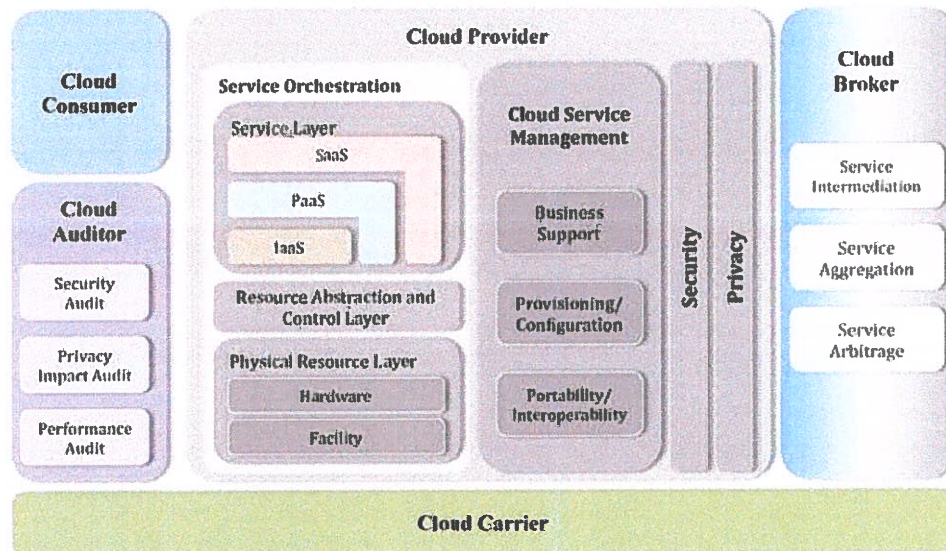 Cloud
Consumer
Cloud
Auditor
Security
Audit
Privacy
Impact Audit
Performance
Audit
Cloud Provider
Service Orchestration
Service Layer
SaaS
PaaS
IaaS
Resource Abstraction and
Control Layer
Physical Resource Layer
Hardware
Facility
Cloud Service
Management
Business
Support
Provisioning/
Configuration
Portability/
Interoperability
Security
Privacy
Cloud
Broker
Service
Intermediation
Service
Aggregation
Service
Arbitrage
Cloud Carrier